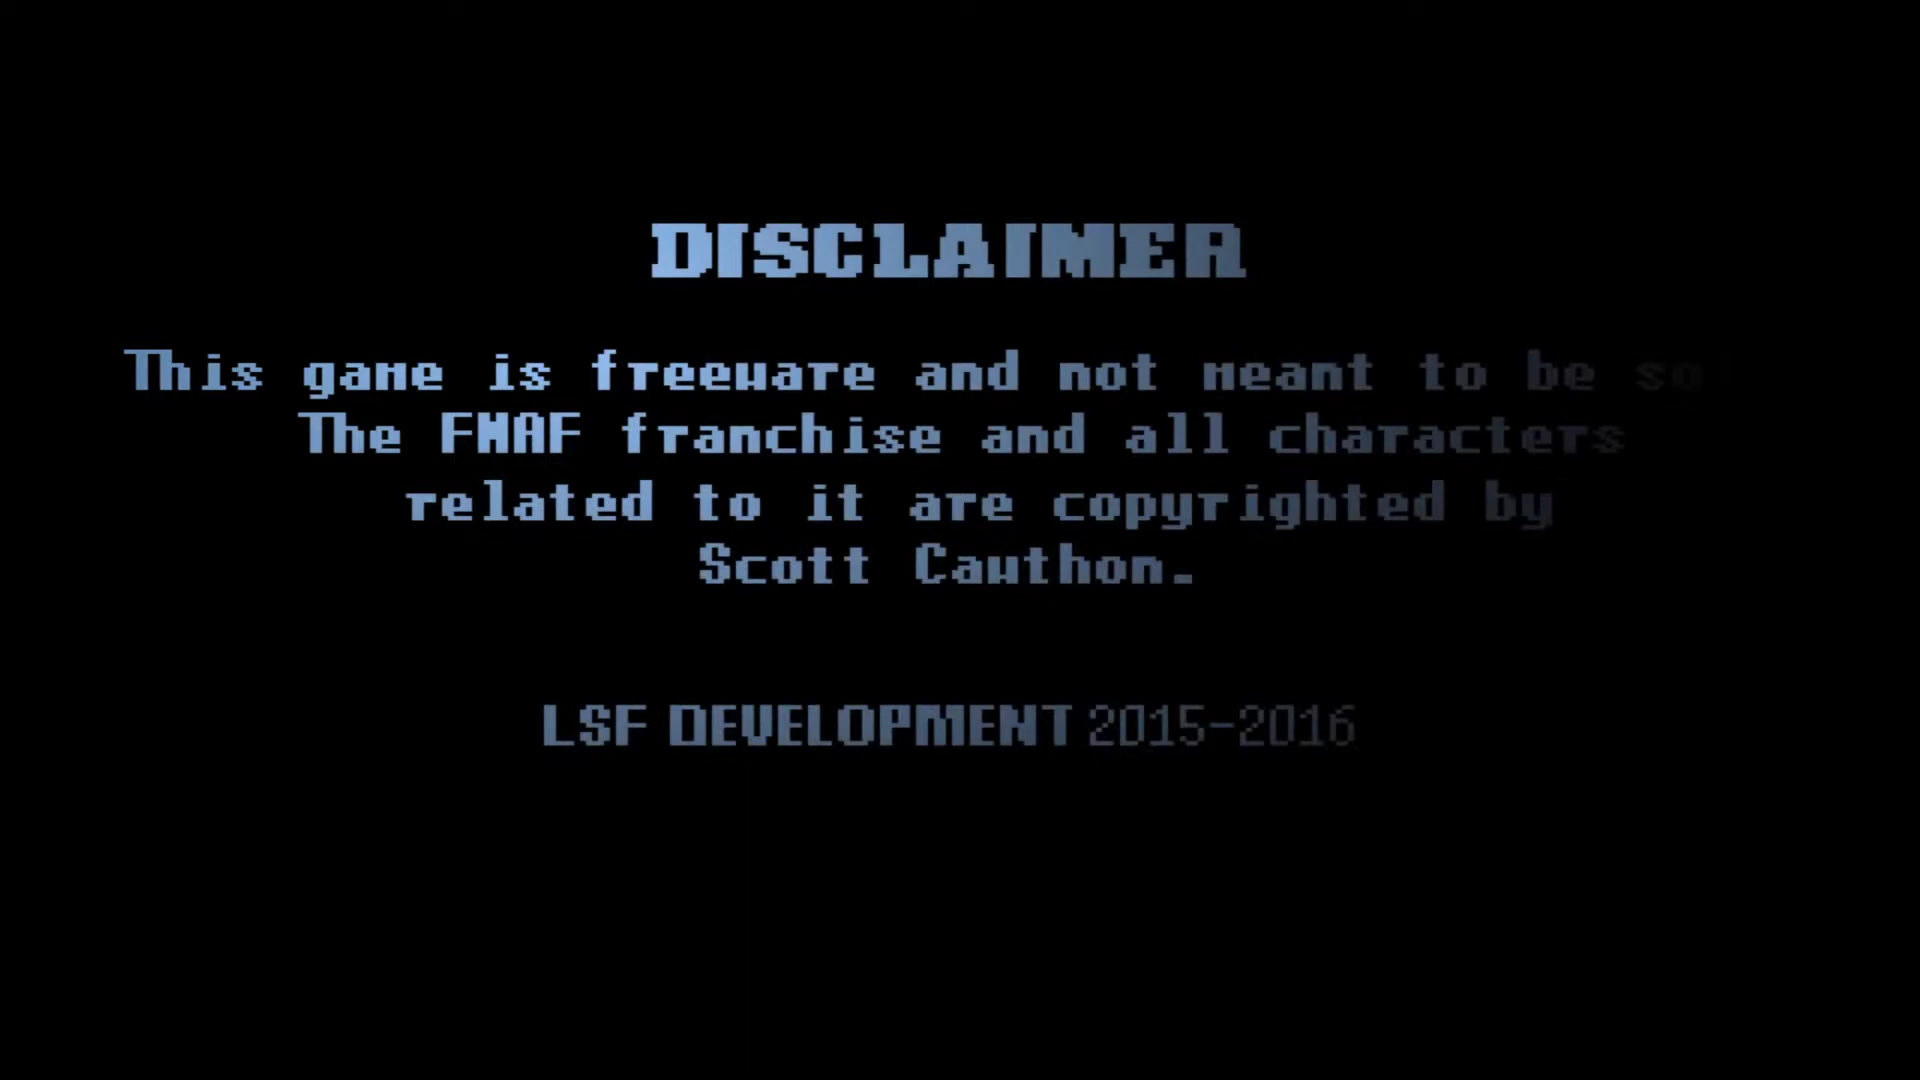 DISCLAIMER
This game is freeware and not meant to be
The FNAF franchise and all characters
related to it are copyrighted by
Scott Cawthon.
LSF DEVELOPMENT 2015-2016